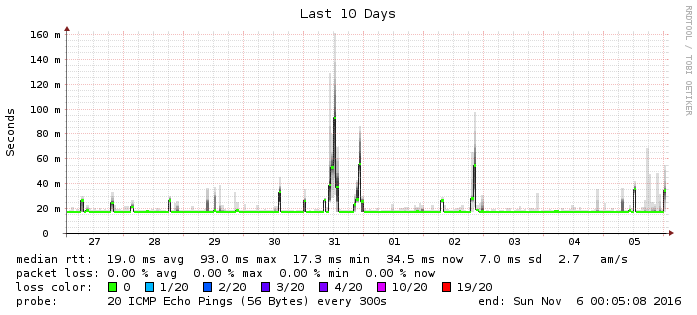 Last 10 Days
RRDTOOL / TOBI OETIKER
Seconds
160 m
140 m
120 m
100 m
80 m
60 m
40 m
20 m
0
27 28 29 30 31 01 02 03 04 05
median rtt: 19.0 ms avg 93.0 ms max 17.3 ms min 34.5 ms now 7.0 ms sd 2.7 am/s
packet loss: 0.00 % avg 0.00 % max 0.00 % min 0.00 % now
loss color: 0 1/20 2/20 3/20 4/20 10/20 19/20
probe: 20 ICMP Echo Pings (56 Bytes) every 300s end: Sun Nov 6 00:05:08 2016